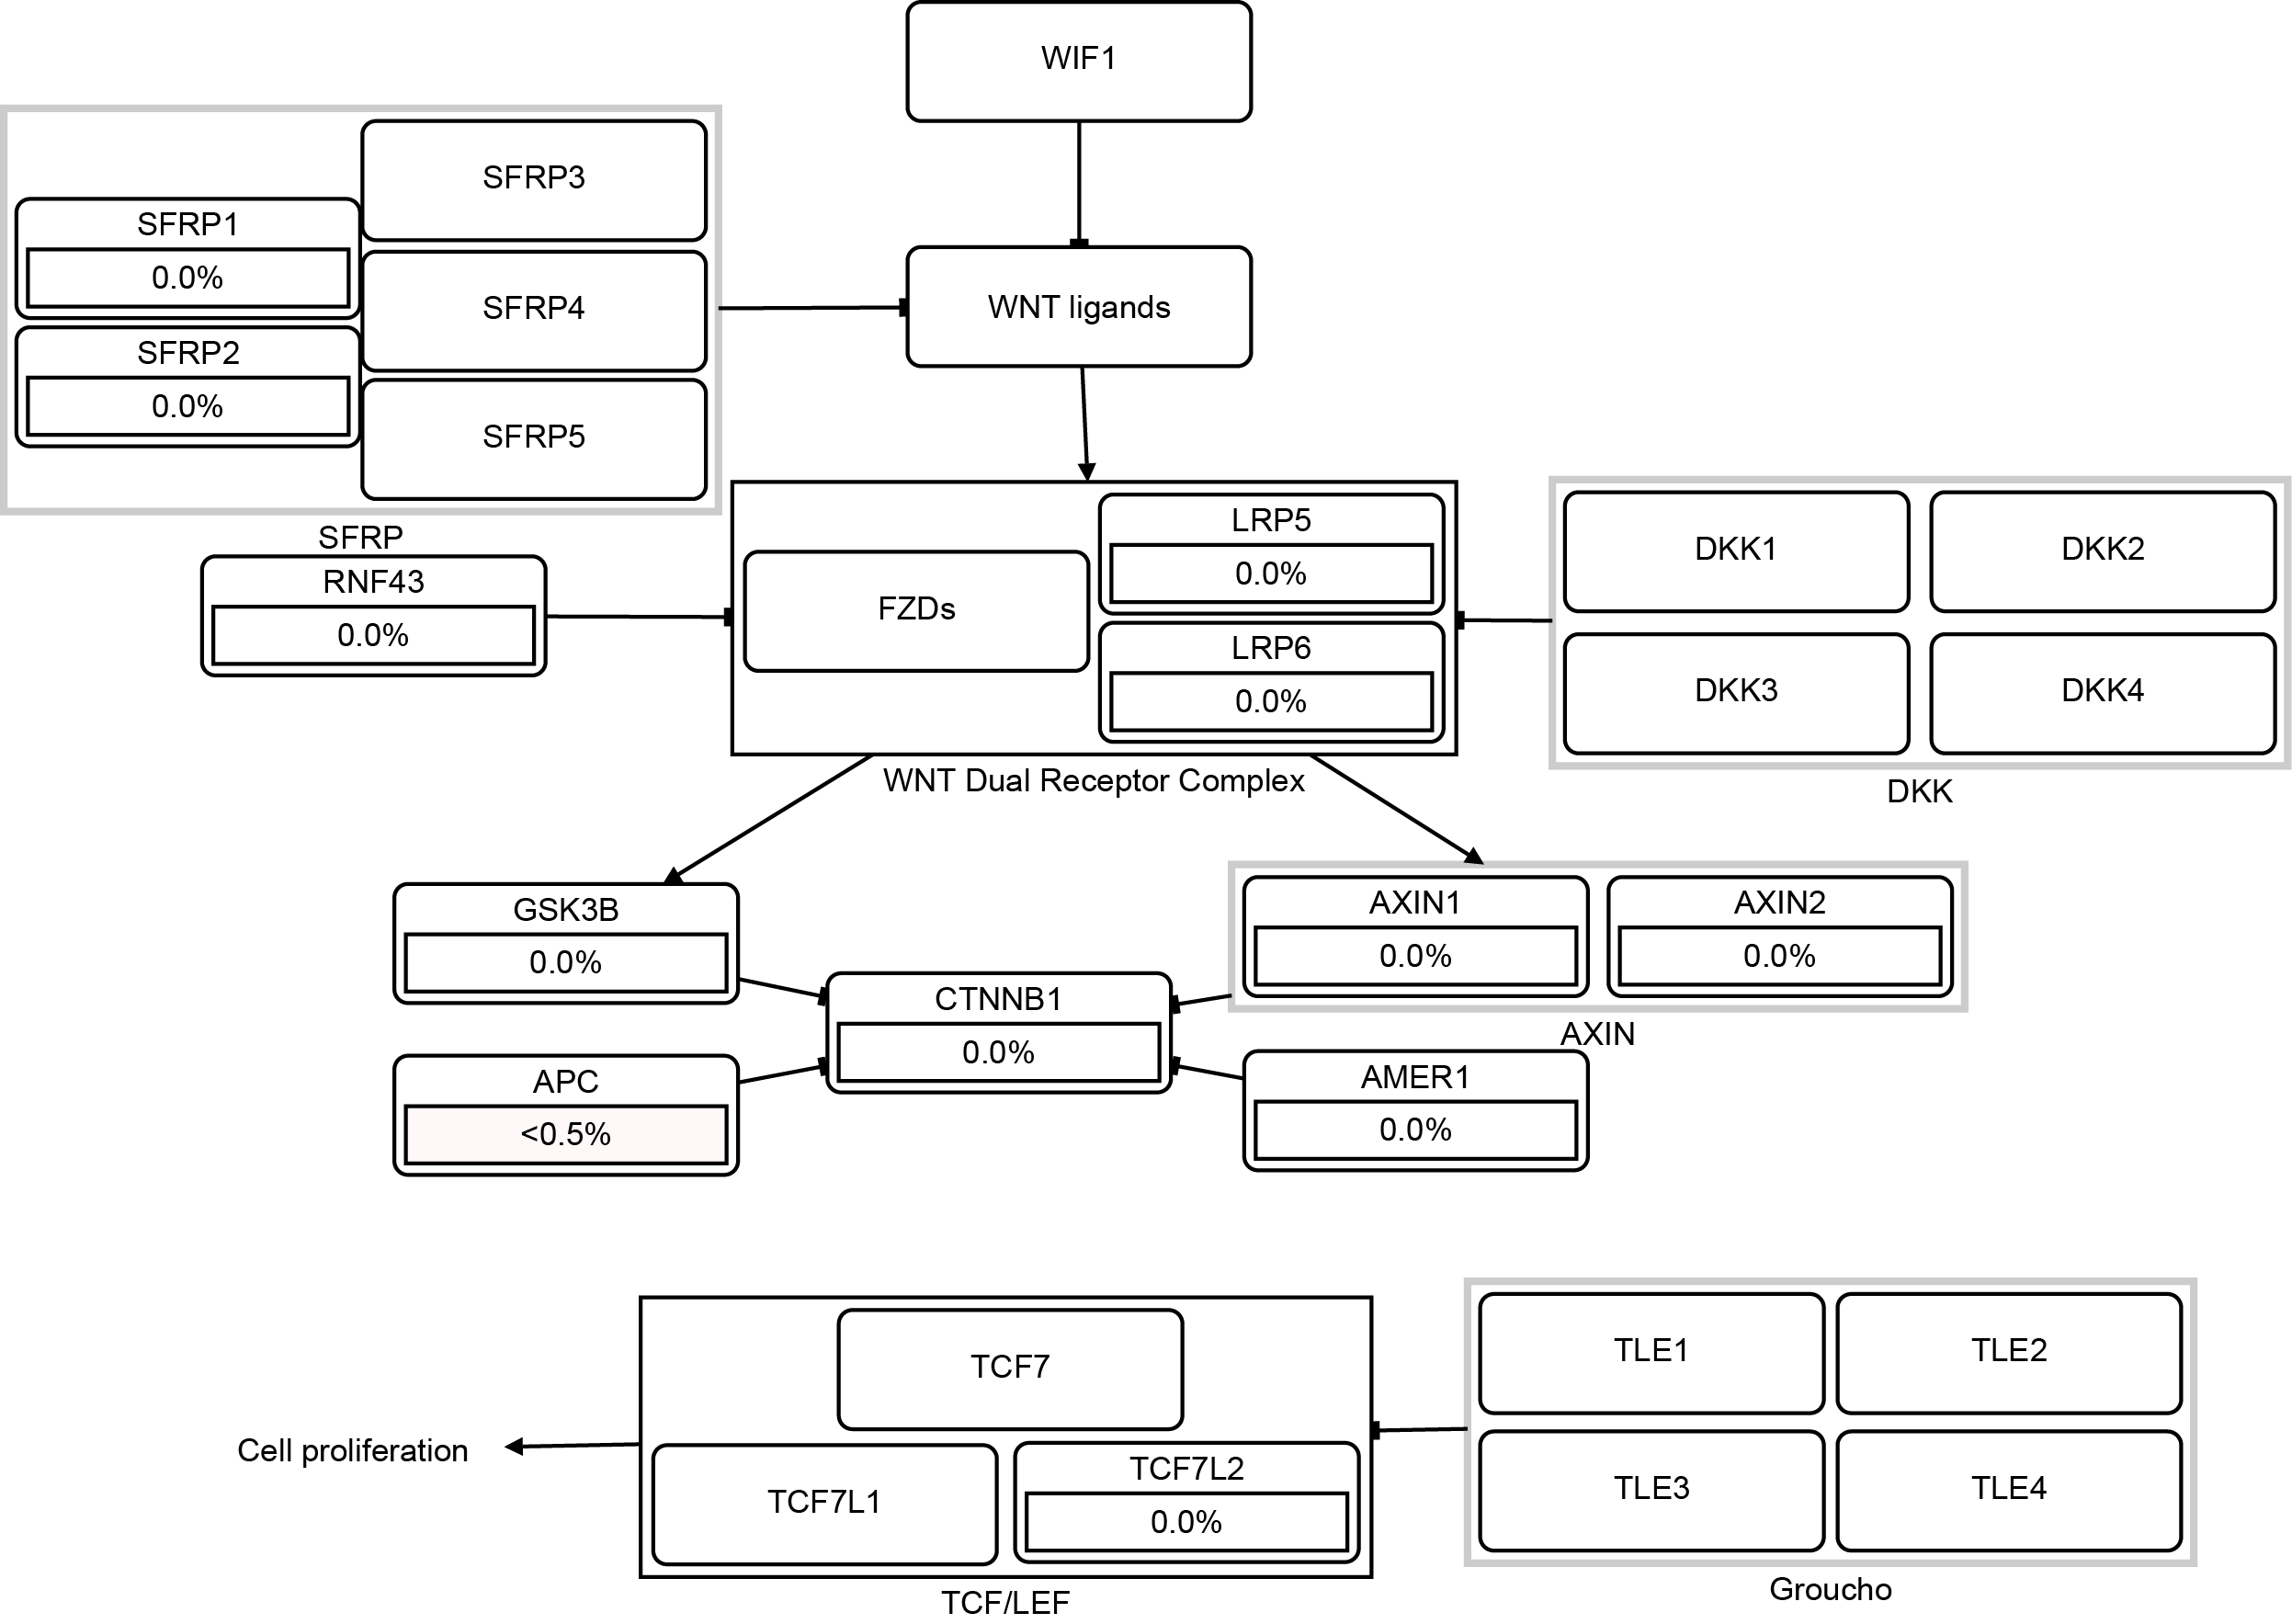 WIF1
SFRP3
SFRP1
0.0%
SFRP4
WNT ligands
SFRP2
0.0%
SFRP5
SFRP
RNF43
0.0%
FZDs
LRP5
0.0%
LRP6
0.0%
WNT Dual Receptor Complex
DKK1
DKK2
DKK3
DKK4
DKK
GSK3B
0.0%
AXIN1
0.0%
AXIN2
0.0%
AXIN
CTNNB1
0.0%
APC
<0.5%
AMER1
0.0%
TCF7
TCF7L1
TCF7L2
0.0%
TCF/LEF
Cell proliferation
TLE1
TLE2
TLE3
TLE4
Groucho